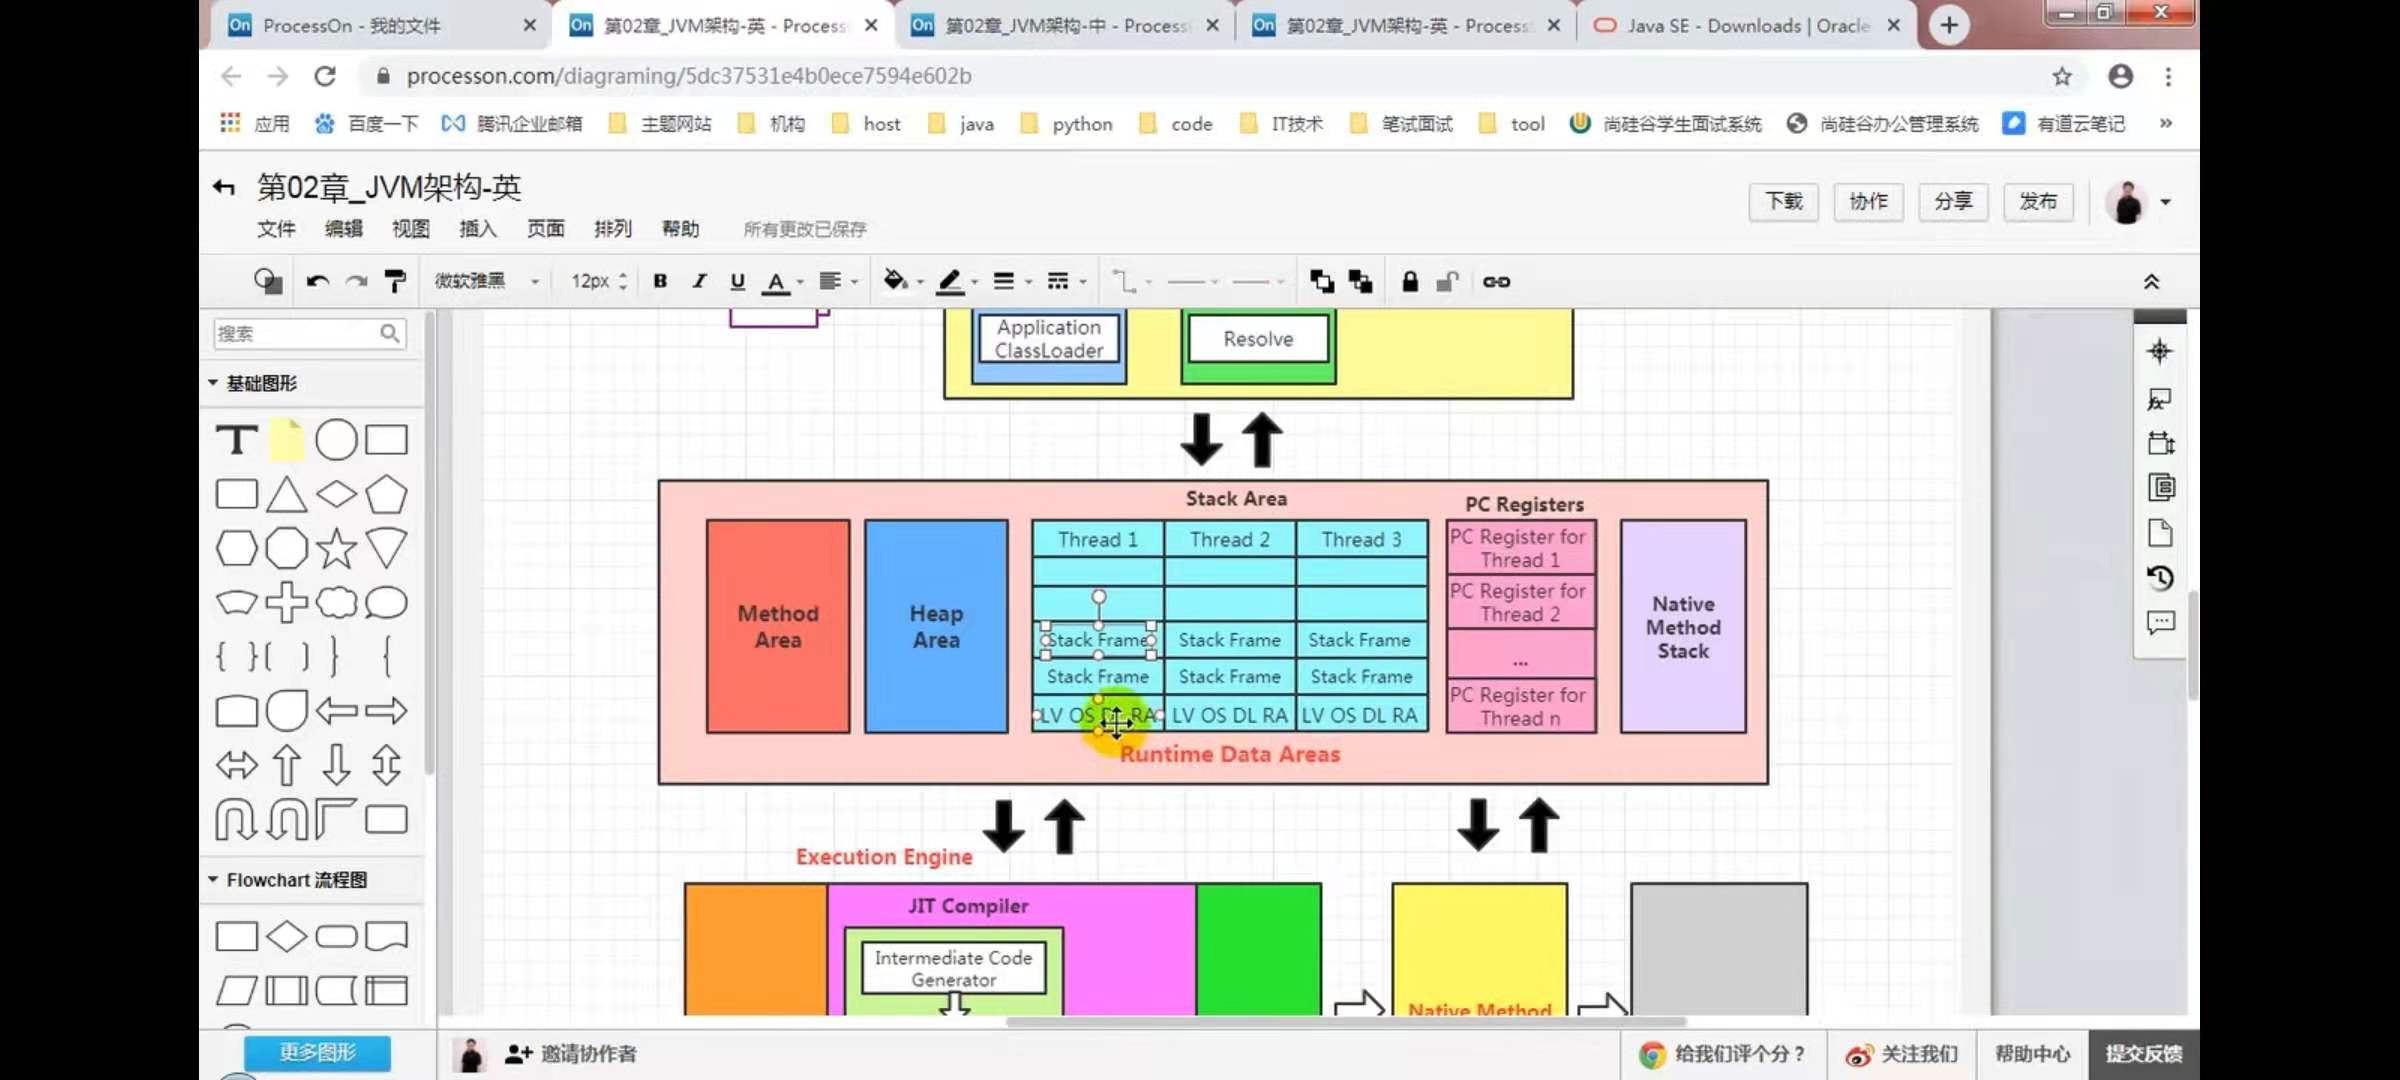 ProcessOn - 我的文件
第02章_JVM架构-英 - Process
第02章_JVM架构-中 - Process
第02章_JVM架构-英 - Process
Java SE - Downloads | Oracle
processon.com/diagraming/5dc37531e4b0ece7594e602b
应用 百度一下 腾讯企业邮箱 主题网站 机构 host java python code IT技术 笔试面试 tool 尚硅谷学生面试系统 尚硅谷办公管理系统 有道云笔记 »
第02章_JVM架构-英
下载 协作 分享 发布
文件 编辑 视图 插入 页面 排列 帮助 所有更改已保存
微软雅黑 12px B I U A
搜索
基础图形
T
Flowchart 流程图
更多图形
Application
ClassLoader
Resolve
Stack Area
PC Registers
Method
Area
Heap
Area
Thread 1 Thread 2 Thread 3
Stack Frame Stack Frame Stack Frame
Stack Frame Stack Frame Stack Frame
LV OS DL RA LV OS DL RA LV OS DL RA
PC Register for
Thread 1
PC Register for
Thread 2
...
PC Register for
Thread n
Native
Method
Stack
Runtime Data Areas
Execution Engine
JIT Compiler
Intermediate Code
Generator
Native Method
邀请协作者
给我们评个分？ 关注我们 帮助中心 提交反馈